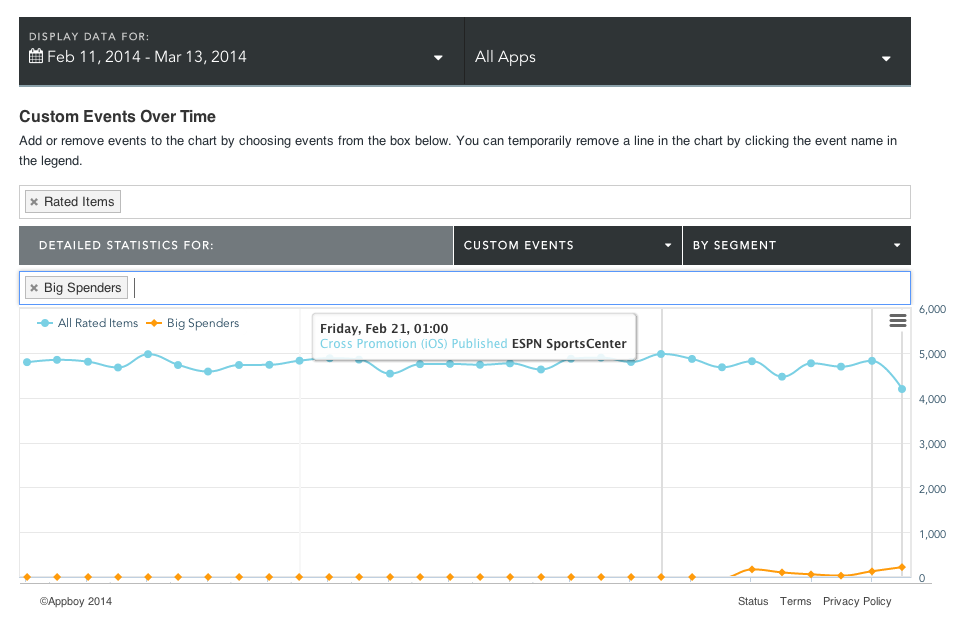 DISPLAY DATA FOR:
Feb 11, 2014 - Mar 13, 2014
All Apps
Custom Events Over Time
Add or remove events to the chart by choosing events from the box below. You can temporarily remove a line in the chart by clicking the event name in
the legend.
Rated Items
DETAILED STATISTICS FOR:
CUSTOM EVENTS
BY SEGMENT
Big Spenders
All Rated Items
Big Spenders
Friday, Feb 21, 01:00
Cross Promotion (iOS) Published ESPN SportsCenter
6,000
5,000
4,000
3,000
2,000
1,000
0
©Appboy 2014
Status Terms Privacy Policy